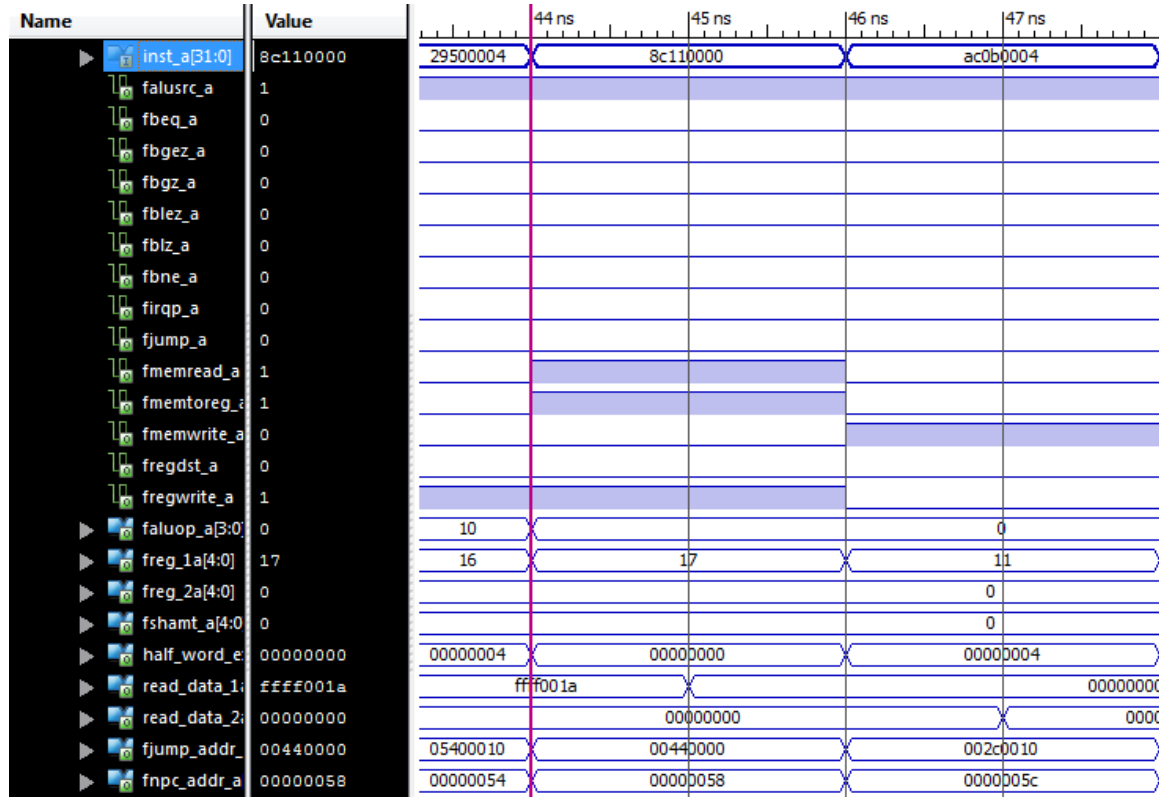 Name Value 44 ns 45 ns 46 ns 47 ns
inst_a[31:0] 8c110000 29500004 8c110000 ac0b0004
falusrc_a 1
fbeq_a 0
fbgez_a 0
fbgz_a 0
fblez_a 0
fblz_a 0
fbne_a 0
firqp_a 0
fjump_a 0
fmemread_a 1
fmemtoreg_a 1
fmemwrite_a 0
fregdst_a 0
fregwrite_a 1
faluop_a[3:0] 0 10 0
freg_1a[4:0] 17 16 17 11
freg_2a[4:0] 0 0
fshamt_a[4:0 0 0
half_word_e 00000000 00000004 00000000 00000004
read_data_1a ffff001a ffff001a 00000000
read_data_2a 00000000 00000000 0000
fjump_addr_ 00440000 05400010 00440000 002c0010
fnpc_addr_a 00000058 00000054 00000058 0000005c